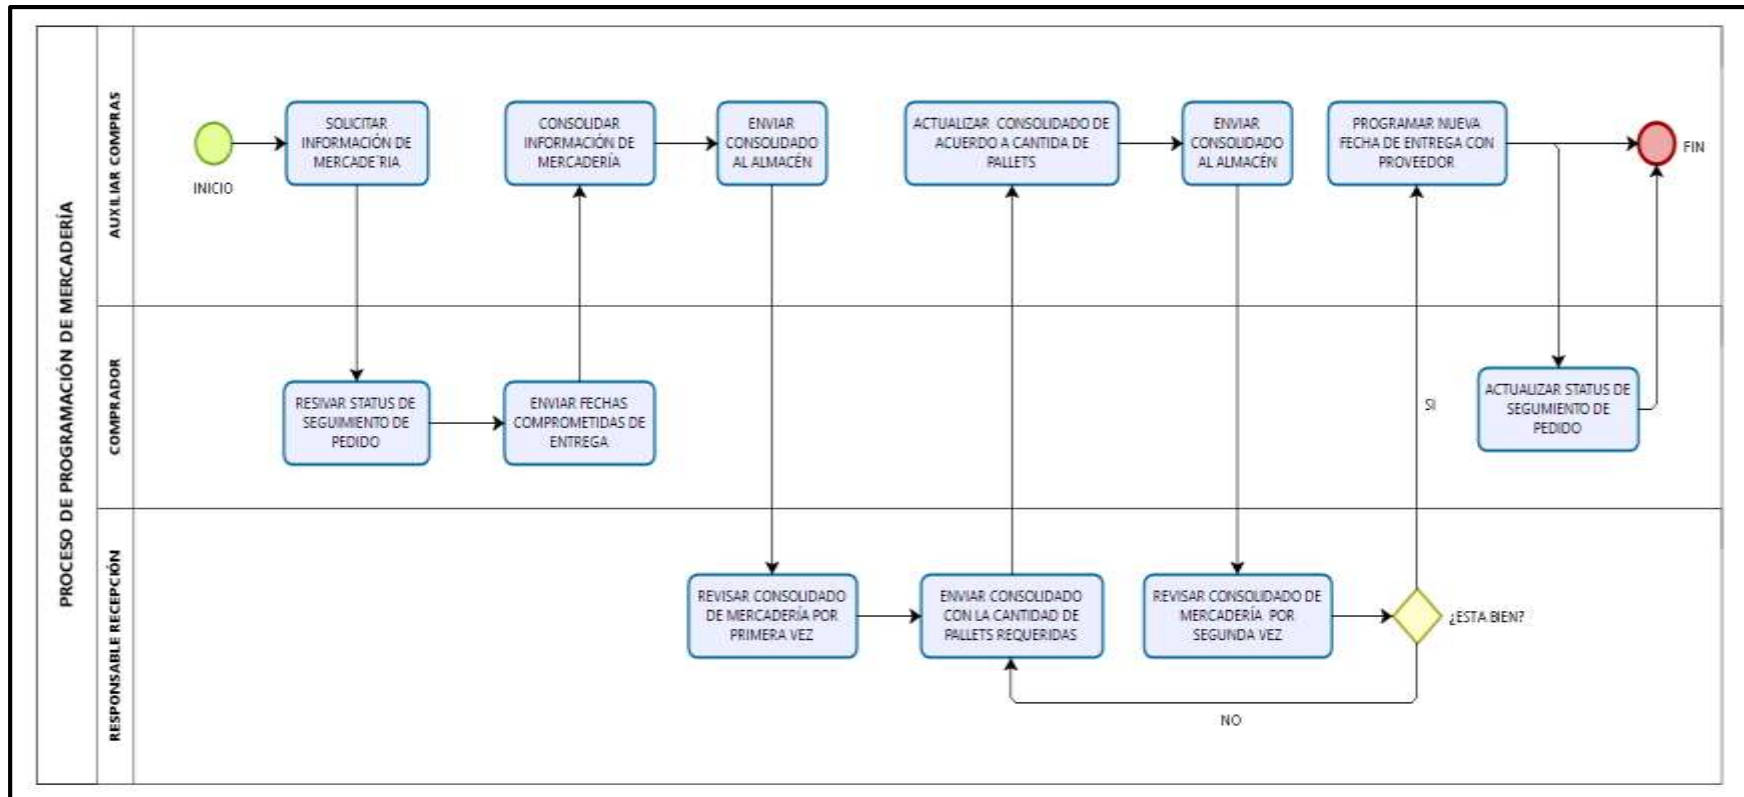 PROCESO DE PROGRAMACIÓN DE MERCADERÍA
AUXILIAR COMPRAS
INICIO
SOLICITAR
INFORMACIÓN DE
MERCADERIA
CONSOLIDAR
INFORMACIÓN DE
MERCADERÍA
ENVIAR
CONSOLIDADO
AL ALMACÉN
ACTUALIZAR CONSOLIDADO DE
ACUERDO A CANTIDA DE
PALLETS
ENVIAR
CONSOLIDADO
AL ALMACÉN
PROGRAMAR NUEVA
FECHA DE ENTREGA CON
PROVEEDOR
FIN
COMPRADOR
RESIVAR STATUS DE
SEGUIMIENTO DE
PEDIDO
ENVIAR FECHAS
COMPROMETIDAS DE
ENTREGA
SI
ACTUALIZAR STATUS DE
SEGUMIENTO DE
PEDIDO
RESPONSABLE RECEPCIÓN
REVISAR CONSOLIDADO
DE MERCADERÍA POR
PRIMERA VEZ
ENVIAR CONSOLIDADO
CON LA CANTIDAD DE
PALLETS REQUERIDAS
REVISAR CONSOLIDADO DE
MERCADERÍA POR
SEGUNDA VEZ
¿ESTA BIEN?
NO